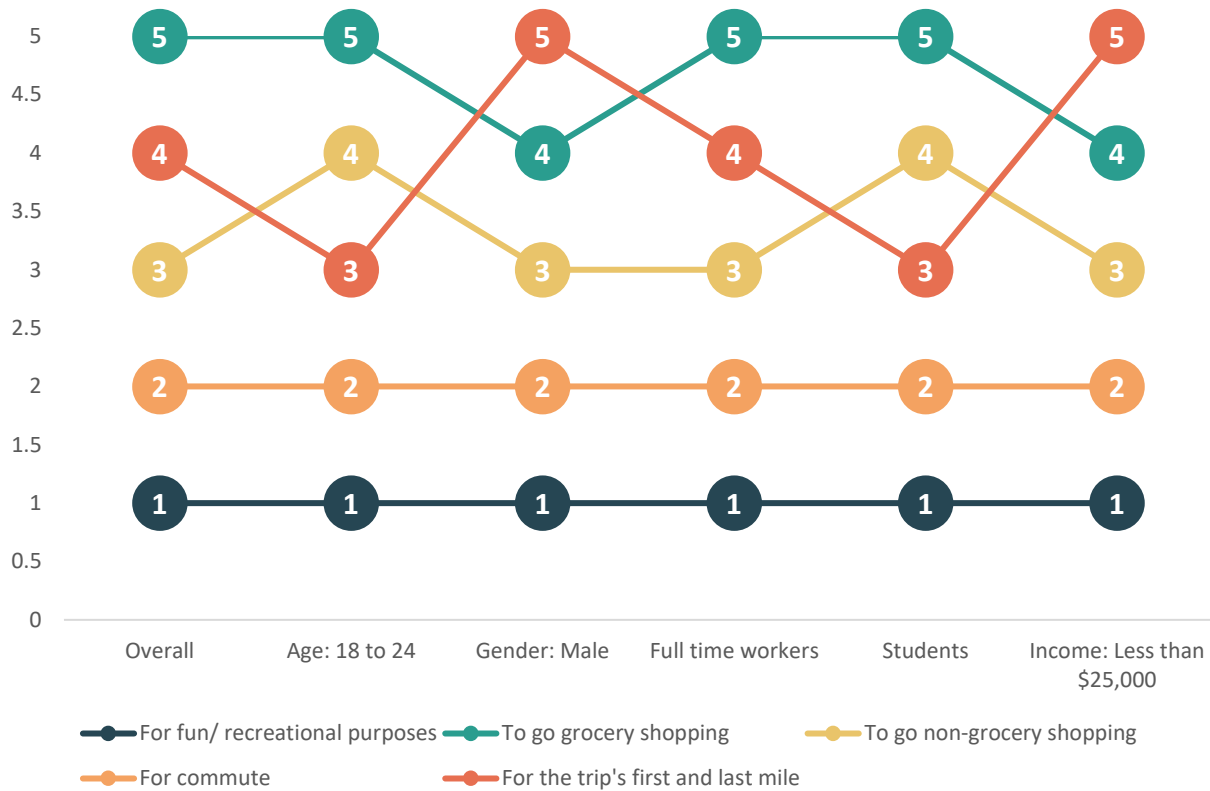 5 5 5 5 5 5 5
4.5
4 4 4 4 4 4 4
3.5
3 3 3 3 3 3 3
2.5
2 2 2 2 2 2 2
1.5
1 1 1 1 1 1 1
0.5
0
Overall Age: 18 to 24 Gender: Male Full time workers Students Income: Less than
$25,000
For fun/ recreational purposes To go grocery shopping To go non-grocery shopping
For commute For the trip's first and last mile